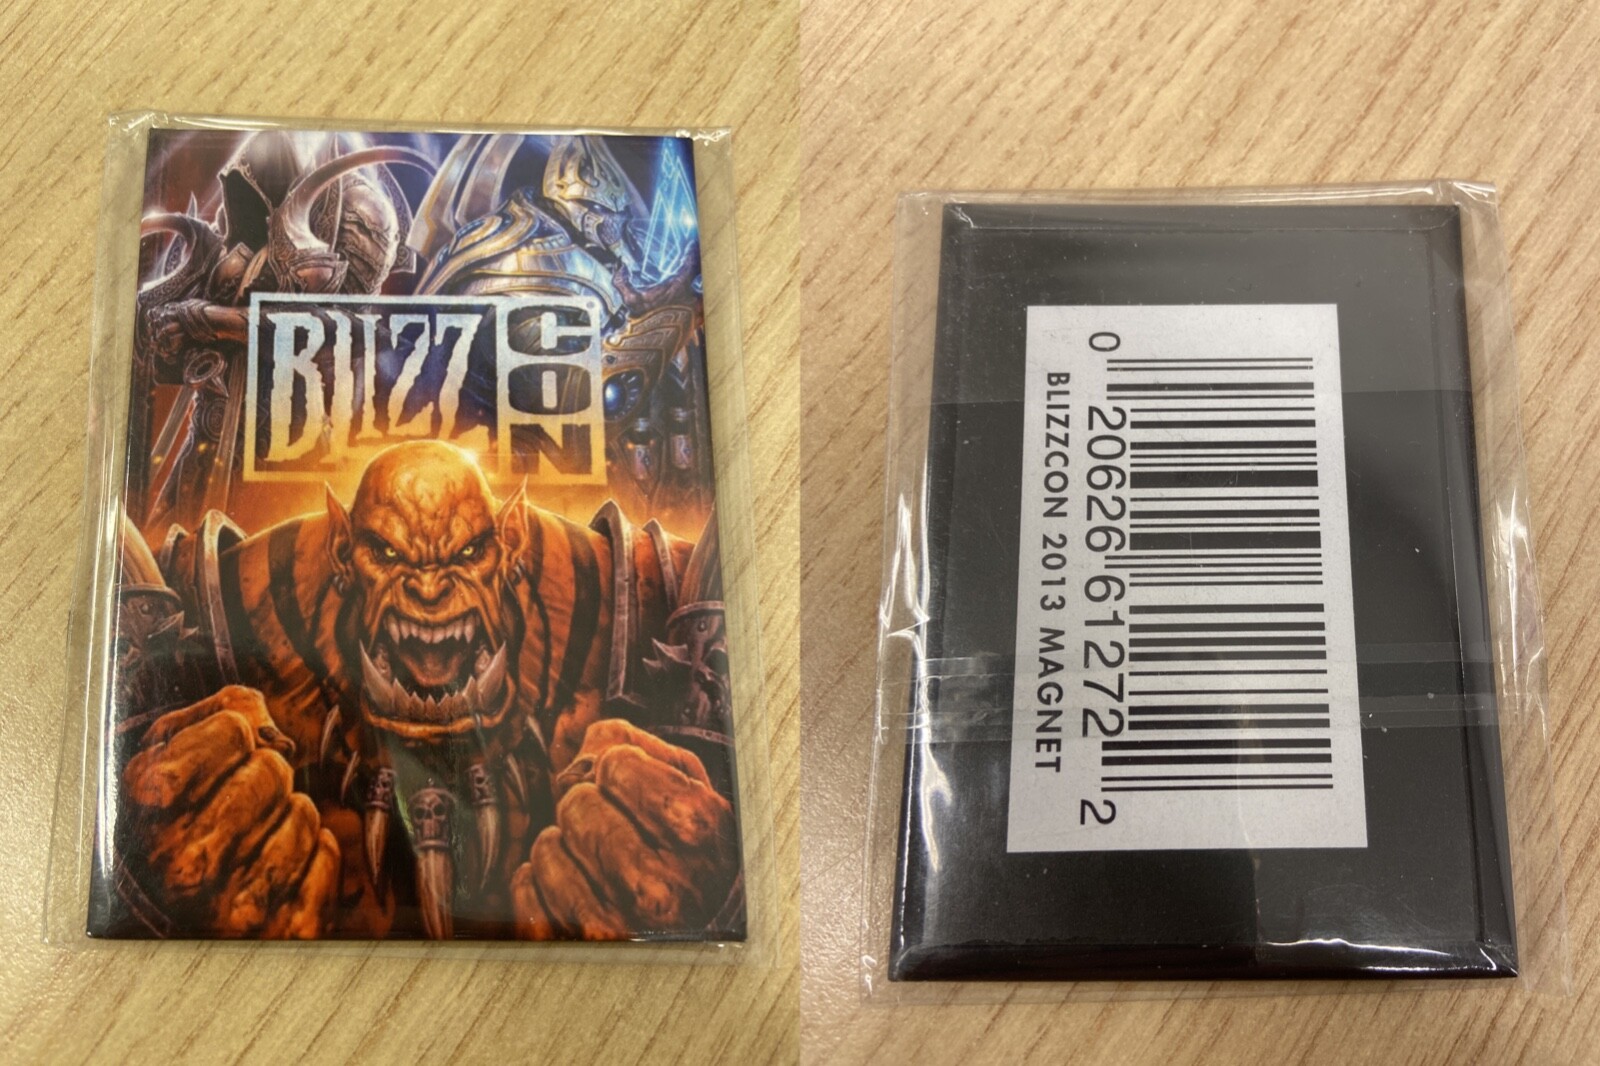 BLIZZ
CON
0 20626 61272 2
BLIZZCON 2013 MAGNET